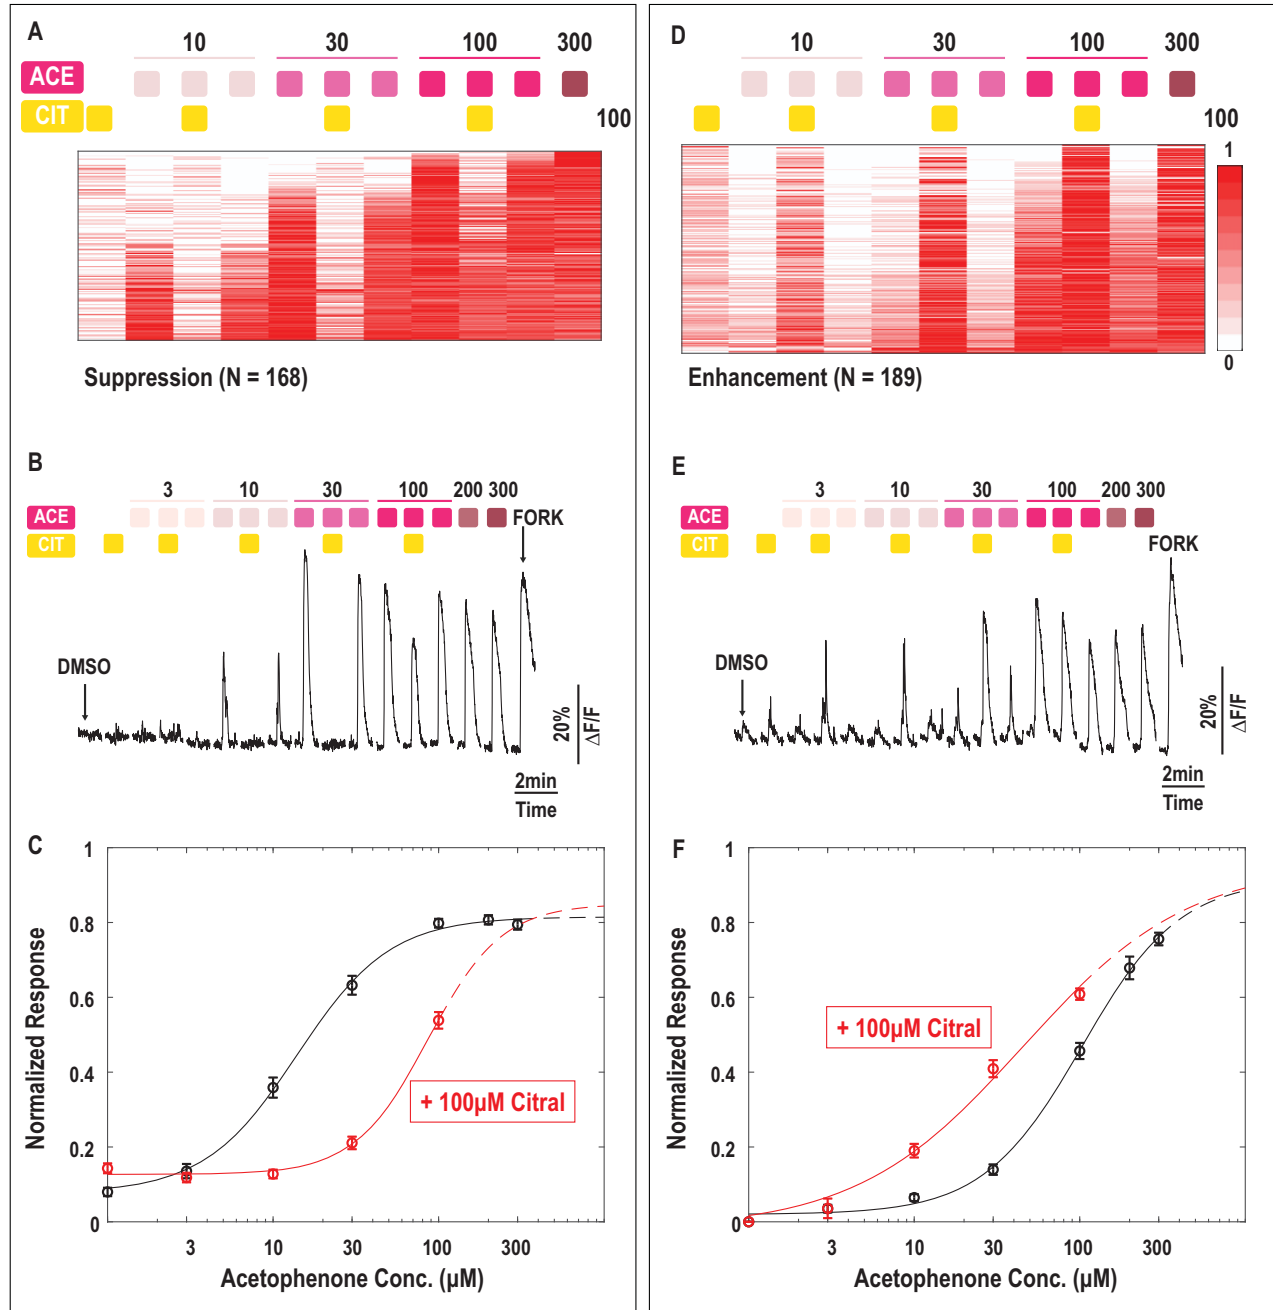 A
10 30 100 300
ACE
CIT
100
Suppression (N = 168)
B
3 10 30 100 200 300
ACE
FORK
CIT
DMSO
20%
ΔF/F
2min
Time
C
1
0.8
0.6
0.4
0.2
0
Normalized Response
+ 100μM Citral
3 10 30 100 300
Acetophenone Conc. (μM)
D
10 30 100 300
100
1
0
Enhancement (N = 189)
E
3 10 30 100 200 300
ACE
CIT
FORK
DMSO
20%
ΔF/F
2min
Time
F
1
0.8
0.6
0.4
0.2
0
Normalized Response
+ 100μM Citral
3 10 30 100 300
Acetophenone Conc. (μM)